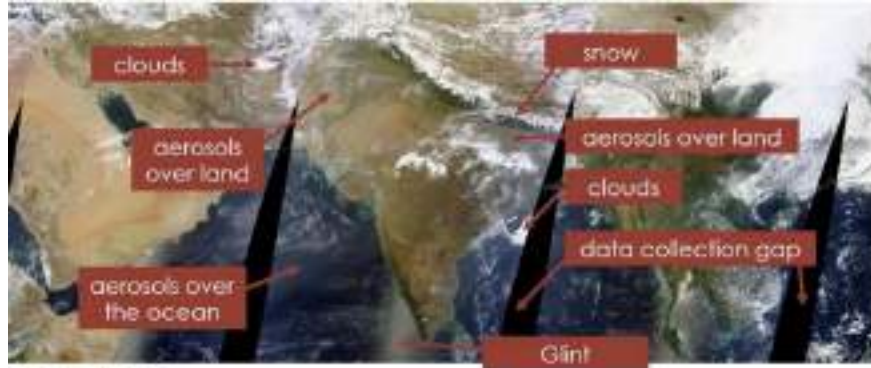 clouds
snow
aerosols
over land
aerosols over land
clouds
data collection gap
aerosols over
the ocean
Glint